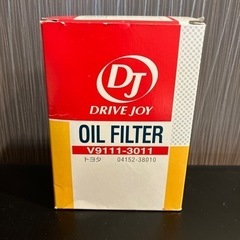 DJ
DRIVE JOY
OIL FILTER
V9111-3011
トヨタ 04152-38010